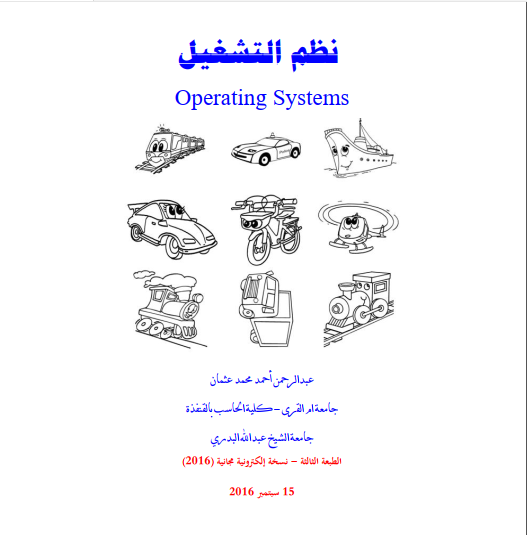 نظم التشغيل
Operating Systems
عبدالرحمن أحمد محمد عثمان
جامعة ام القرى – كلية الحاسب بالقنفذة
جامعة الشيخ عبدالله البدري
الطبعة الثالثة – نسخة إلكترونية مجانية (2016)
15 سبتمبر 2016